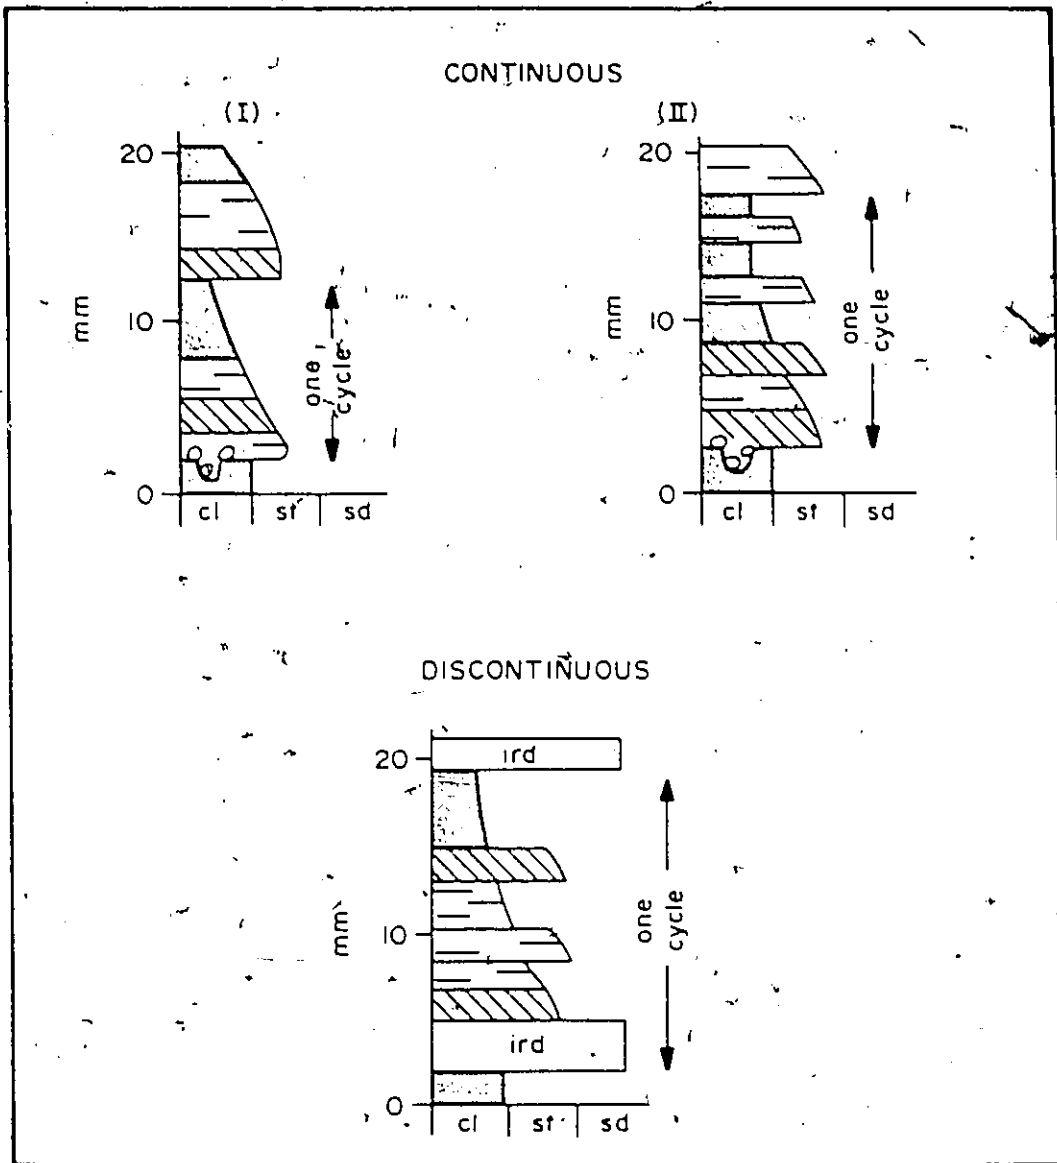 CONTINUOUS
(I)
20
10
0
mm
one
cycle
cl
st
sd
(II)
20
10
0
mm
one
cycle
cl
st
sd
DISCONTINUOUS
20
10
0
mm
ird
ird
one
cycle
cl
st
sd